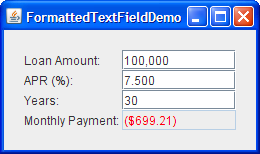 FormattedTextFieldDemo
Loan Amount: 100,000
APR (%): 7.500
Years: 30
Monthly Payment: ($699.21)